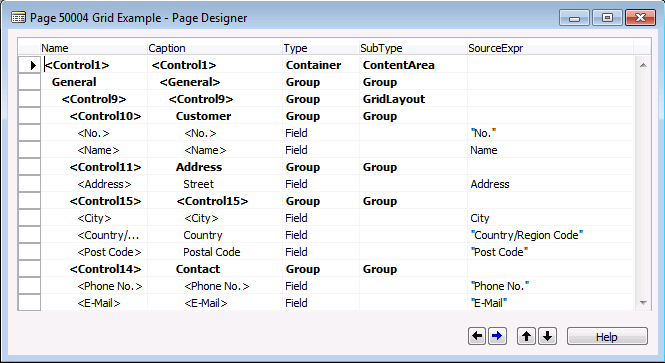 Page 50004 Grid Example - Page Designer
Name Caption Type SubType SourceExpr
<Control1> <Control1> Container ContentArea
General <General> Group Group
<Control9> <Control9> Group GridLayout
<Control10> Customer Group Group
<No.> <No.> Field "No."
<Name> <Name> Field Name
<Control11> Address Group Group
<Address> Street Field Address
<Control15> <Control15> Group Group
<City> <City> Field City
<Country/... Country Field "Country/Region Code"
<Post Code> Postal Code Field "Post Code"
<Control14> Contact Group Group
<Phone No.> <Phone No.> Field "Phone No."
<E-Mail> <E-Mail> Field "E-Mail"
Help